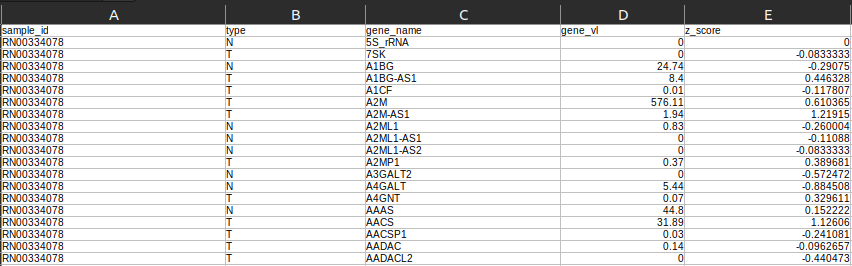 A B C D E
sample_id type gene_name gene_vl z_score
RN00334078 N 5S_rRNA 0 0
RN00334078 T 7SK 0 -0.0833333
RN00334078 N A1BG 24.74 -0.29075
RN00334078 T A1BG-AS1 8.4 0.446328
RN00334078 T A1CF 0.01 -0.117807
RN00334078 T A2M 576.11 0.610365
RN00334078 T A2M-AS1 1.94 1.21915
RN00334078 N A2ML1 0.83 -0.260004
RN00334078 N A2ML1-AS1 0 -0.11088
RN00334078 N A2ML1-AS2 0 -0.0833333
RN00334078 T A2MP1 0.37 0.389681
RN00334078 N A3GALT2 0 -0.572472
RN00334078 N A4GALT 5.44 -0.884508
RN00334078 T A4GNT 0.07 0.329611
RN00334078 N AAAS 44.8 0.152222
RN00334078 T AACS 31.89 1.12606
RN00334078 T AACSP1 0.03 -0.241081
RN00334078 T AADAC 0.14 -0.0962657
RN00334078 T AADACL2 0 -0.440473